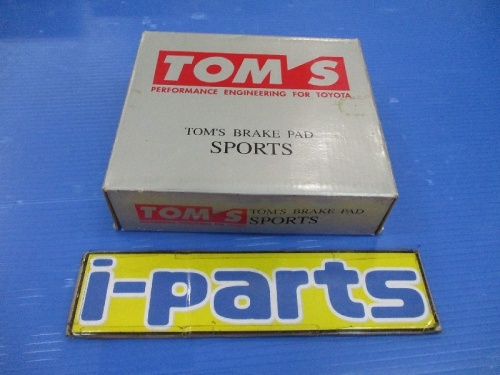 TOM'S
PERFORMANCE ENGINEERING FOR TOYOTA
TOM'S BRAKE PAD
SPORTS
TOM'S TOM'S BRAKE PAD
SPORTS
i-parts